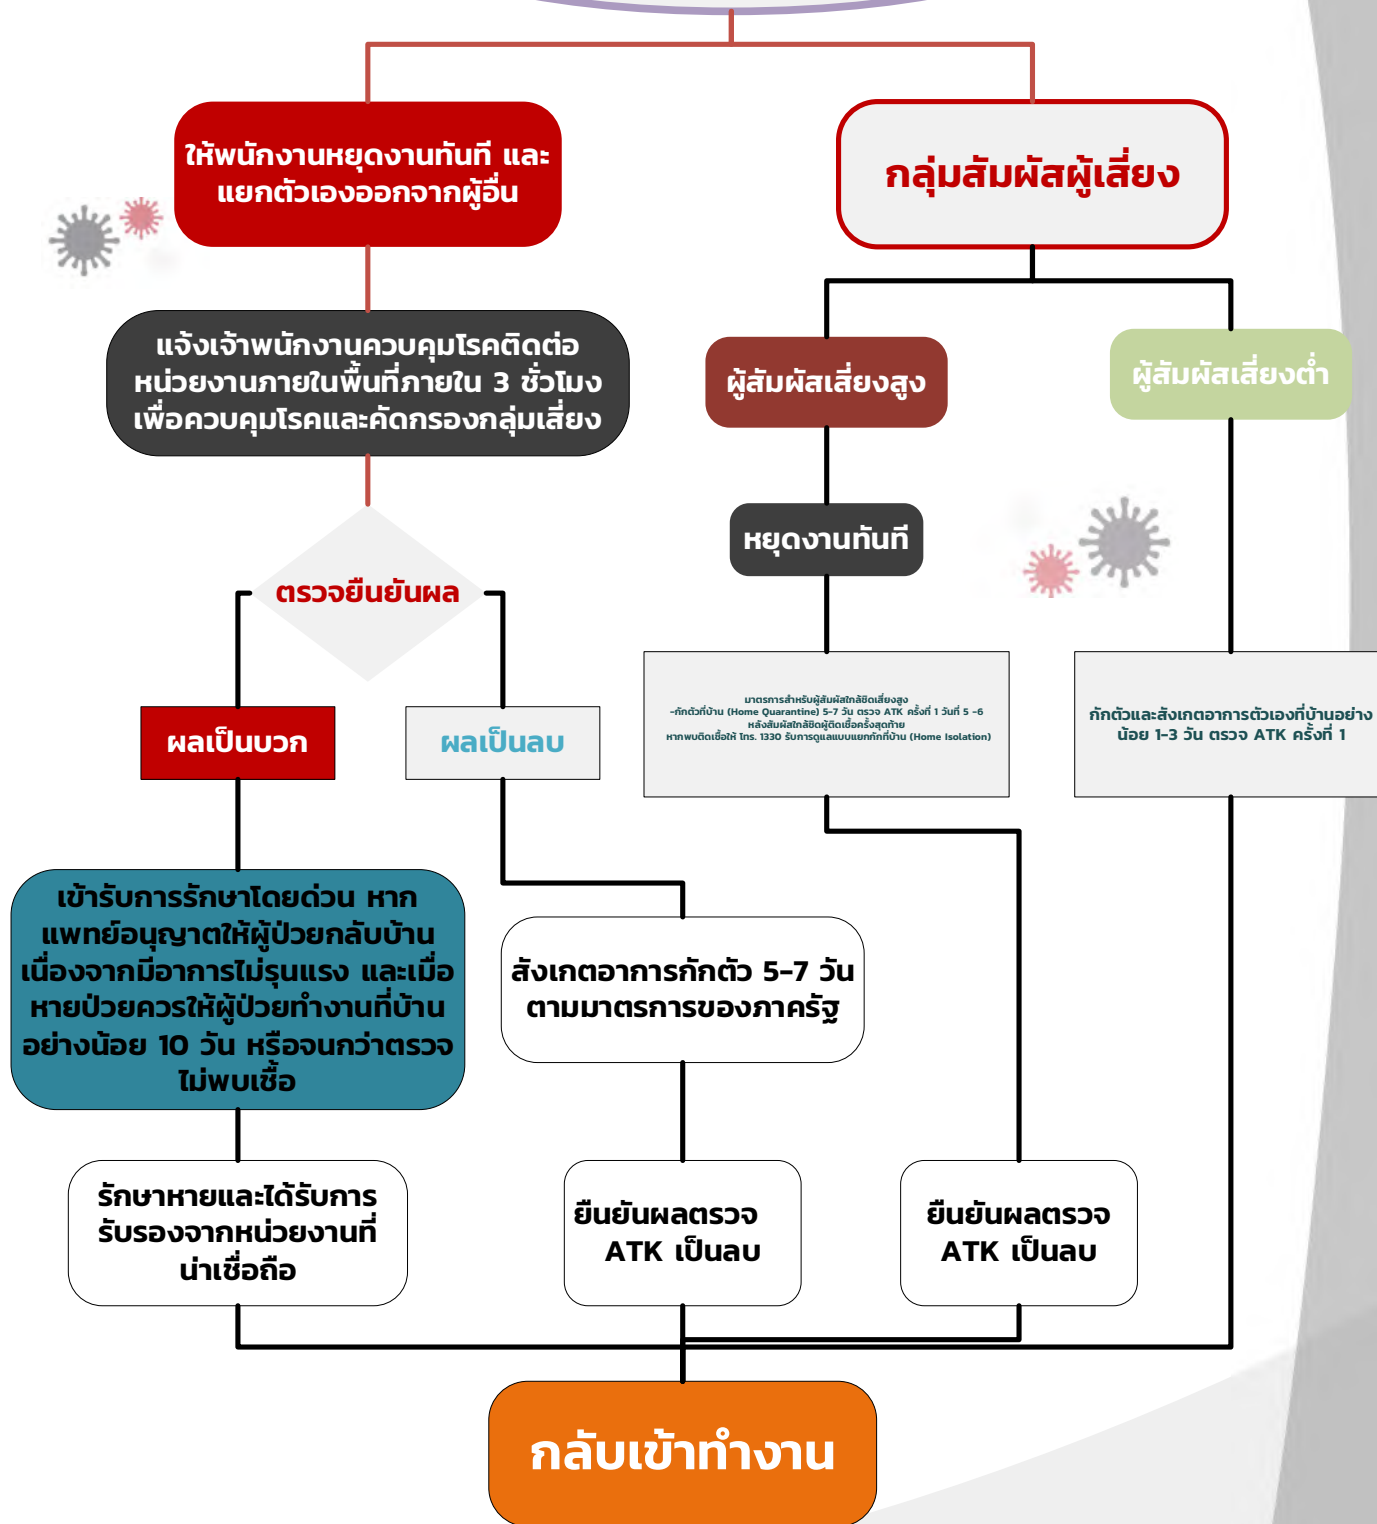 ให้พนักงานหยุดงานทันที และ
แยกตัวเองออกจากผู้อื่น
กลุ่มสัมผัสผู้เสี่ยง
แจ้งเจ้าพนักงานควบคุมโรคติดต่อ
หน่วยงานภายในพื้นที่ภายใน 3 ชั่วโมง
เพื่อควบคุมโรคและคัดกรองกลุ่มเสี่ยง
ผู้สัมผัสเสี่ยงสูง
ผู้สัมผัสเสี่ยงต่ำ
หยุดงานทันที
ตรวจยืนยันผล
มาตรการสำหรับผู้สัมผัสใกล้ชิดเสี่ยงสูง
-กักตัวที่บ้าน (Home Quarantine) 5-7 วัน ตรวจ ATK ครั้งที่ 1 วันที่ 5 -6
หลังสัมผัสใกล้ชิดผู้ติดเชื้อครั้งสุดท้าย
หากพบติดเชื้อให้ โทร. 1330 รับการดูแลแบบแยกกักที่บ้าน (Home Isolation)
กักตัวและสังเกตอาการตัวเองที่บ้านอย่าง
น้อย 1-3 วัน ตรวจ ATK ครั้งที่ 1
ผลเป็นบวก
ผลเป็นลบ
เข้ารับการรักษาโดยด่วน หาก
แพทย์อนุญาตให้ผู้ป่วยกลับบ้าน
เนื่องจากมีอาการไม่รุนแรง และเมื่อ
หายป่วยควรให้ผู้ป่วยทำงานที่บ้าน
อย่างน้อย 10 วัน หรือจนกว่าตรวจ
ไม่พบเชื้อ
สังเกตอาการกักตัว 5-7 วัน
ตามมาตรการของภาครัฐ
รักษาหายและได้รับการ
รับรองจากหน่วยงานที่
น่าเชื่อถือ
ยืนยันผลตรวจ
ATK เป็นลบ
ยืนยันผลตรวจ
ATK เป็นลบ
กลับเข้าทำงาน